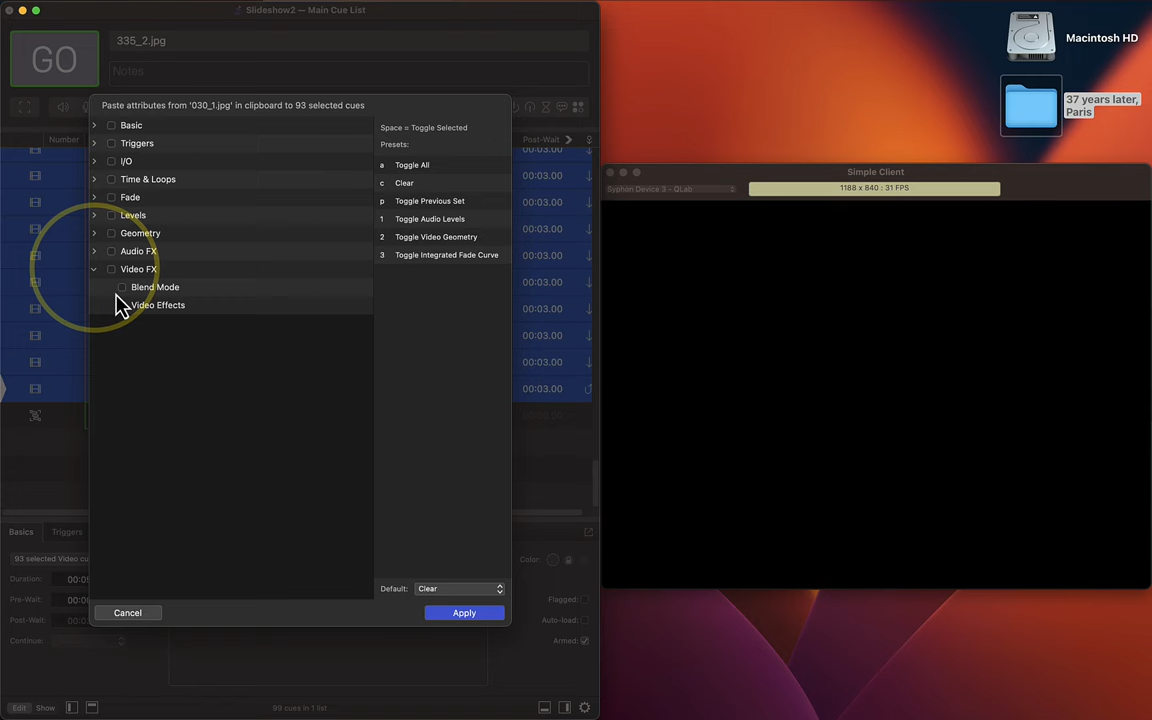 Slideshow2 — Main Cue List
GO
335_2.jpg
Notes
Number
Post-Wait
Paste attributes from '030_1.jpg' in clipboard to 93 selected cues
Basic
Triggers
I/O
Time & Loops
Fade
Levels
Geometry
Audio FX
Video FX
Blend Mode
Video Effects
Space = Toggle Selected
Presets:
a Toggle All
c Clear
p Toggle Previous Set
1 Toggle Audio Levels
2 Toggle Video Geometry
3 Toggle Integrated Fade Curve
Default: Clear
Cancel
Apply
00:03.00
00:03.00
00:03.00
00:03.00
00:03.00
00:03.00
00:03.00
00:03.00
00:03.00
00:03.00
Basics
Triggers
93 selected Video cu
Color:
Duration:
Pre-Wait:
Post-Wait:
Continue:
Flagged:
Auto-load:
Armed:
Edit
Show
99 cues in 1 list
Macintosh HD
37 years later,
Paris
Simple Client
Syphon Device 3 - QLab
1188 x 840 : 31 FPS